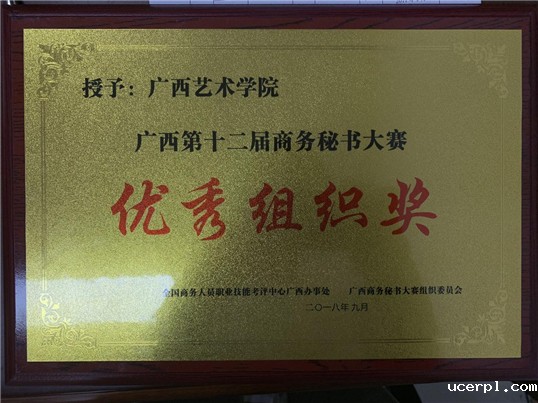 授予：广西艺术学院
广西第十二届商务秘书大赛
优秀组织奖
全国商务人员职业技能考评中心广西办事处 广西商务秘书大赛组织委员会
二〇一八年九月
ucerpl.com